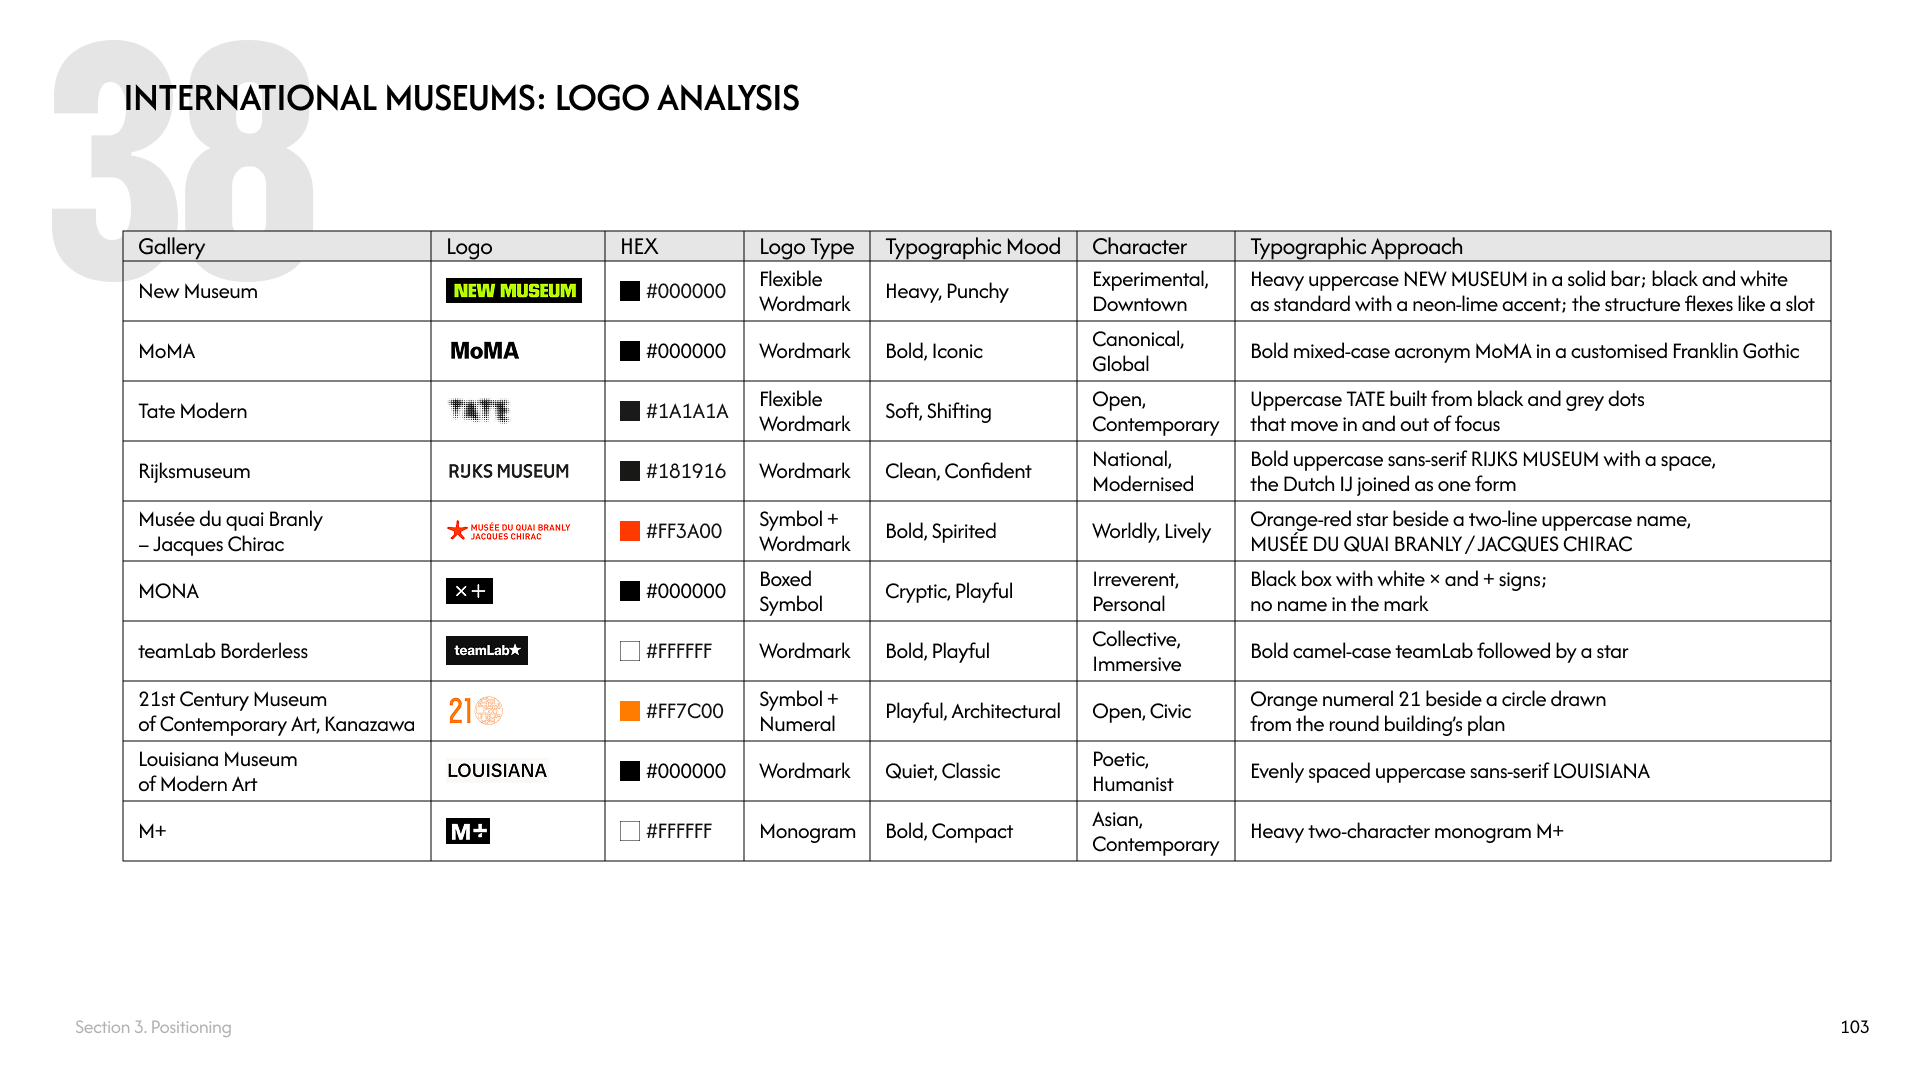 38
INTERNATIONAL MUSEUMS: LOGO ANALYSIS
Gallery Logo HEX Logo Type Typographic Mood Character Typographic Approach
New Museum NEW MUSEUM #000000 Flexible Wordmark Heavy, Punchy Experimental, Downtown Heavy uppercase NEW MUSEUM in a solid bar; black and white as standard with a neon-lime accent; the structure flexes like a slot
MoMA MoMA #000000 Wordmark Bold, Iconic Canonical, Global Bold mixed-case acronym MoMA in a customised Franklin Gothic
Tate Modern TATE #1A1A1A Flexible Wordmark Soft, Shifting Open, Contemporary Uppercase TATE built from black and grey dots that move in and out of focus
Rijksmuseum RIJKS MUSEUM #181916 Wordmark Clean, Confident National, Modernised Bold uppercase sans-serif RIJKS MUSEUM with a space, the Dutch IJ joined as one form
Musée du quai Branly – Jacques Chirac MUSÉE DU QUAI BRANLY JACQUES CHIRAC #FF3A00 Symbol + Wordmark Bold, Spirited Worldly, Lively Orange-red star beside a two-line uppercase name, MUSÉE DU QUAI BRANLY / JACQUES CHIRAC
MONA ×+ #000000 Boxed Symbol Cryptic, Playful Irreverent, Personal Black box with white × and + signs; no name in the mark
teamLab Borderless teamLab★ #FFFFFF Wordmark Bold, Playful Collective, Immersive Bold camel-case teamLab followed by a star
21st Century Museum of Contemporary Art, Kanazawa 21 #FF7C00 Symbol + Numeral Playful, Architectural Open, Civic Orange numeral 21 beside a circle drawn from the round building's plan
Louisiana Museum of Modern Art LOUISIANA #000000 Wordmark Quiet, Classic Poetic, Humanist Evenly spaced uppercase sans-serif LOUISIANA
M+ M+ #FFFFFF Monogram Bold, Compact Asian, Contemporary Heavy two-character monogram M+
Section 3. Positioning
103